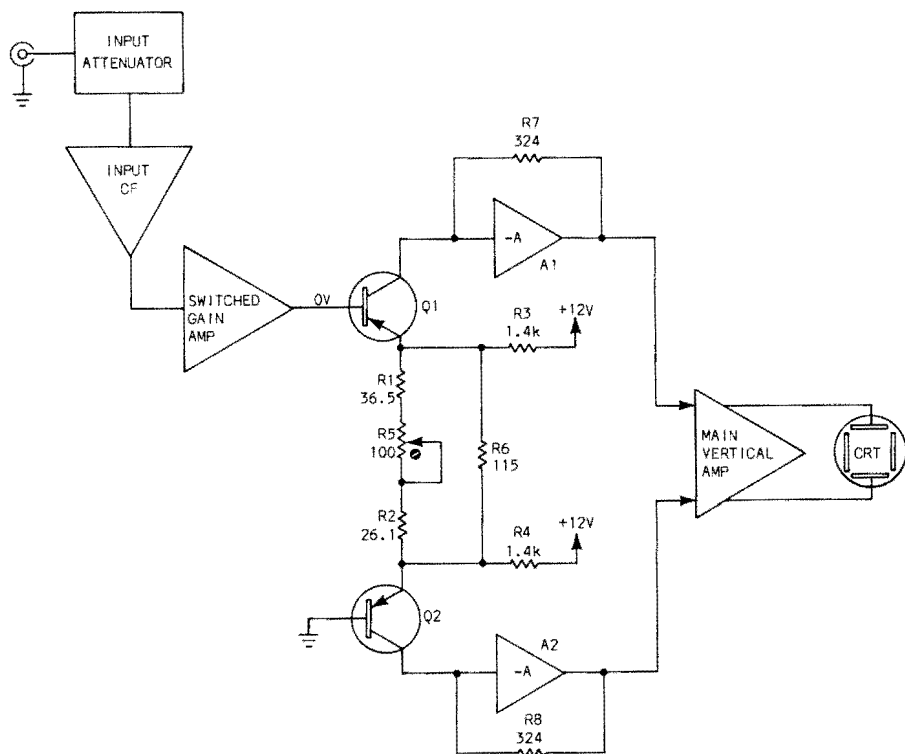 INPUT
ATTENUATOR
INPUT
CF
SWITCHED
GAIN
AMP
0V
Q1
R7
324
-A
A1
R3
1.4k
+12V
R1
36.5
R5
100
R6
115
R2
26.1
R4
1.4k
+12V
MAIN
VERTICAL
AMP
CRT
Q2
A2
-A
R8
324